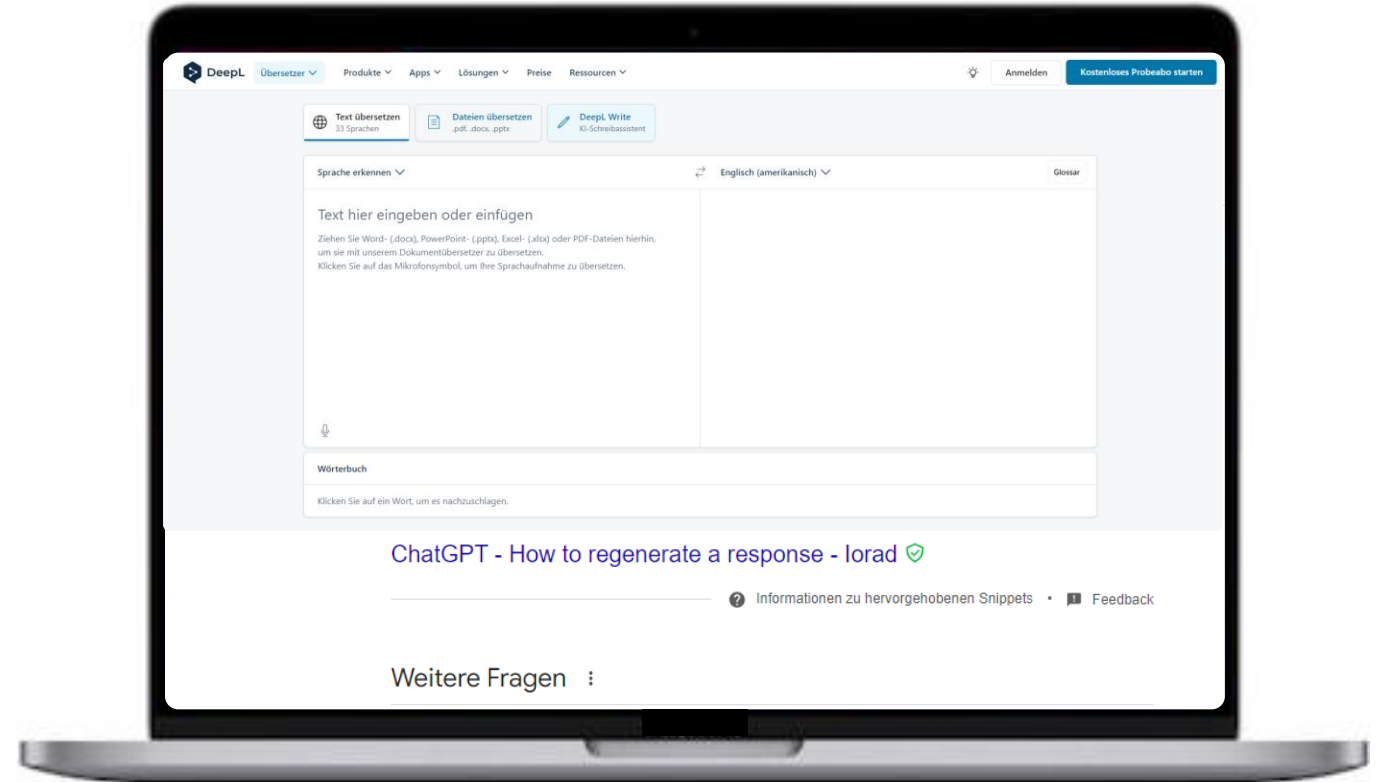 DeepL Übersetzer Produkte Apps Lösungen Preise Ressourcen Anmelden Kostenloses Probeabo starten
Text übersetzen
33 Sprachen
Dateien übersetzen
.pdf, .docx, .pptx
DeepL Write
KI-Schreibassistent
Sprache erkennen
Englisch (amerikanisch)
Glossar
Text hier eingeben oder einfügen
Ziehen Sie Word- (.docx), PowerPoint- (.pptx), Excel- (.xlsx) oder PDF-Dateien hierhin,
um sie mit unserem Dokumentübersetzer zu übersetzen.
Klicken Sie auf das Mikrofonsymbol, um Ihre Sprachaufnahme zu übersetzen.
Wörterbuch
Klicken Sie auf ein Wort, um es nachzuschlagen.
ChatGPT - How to regenerate a response - Iorad
Informationen zu hervorgehobenen Snippets • Feedback
Weitere Fragen